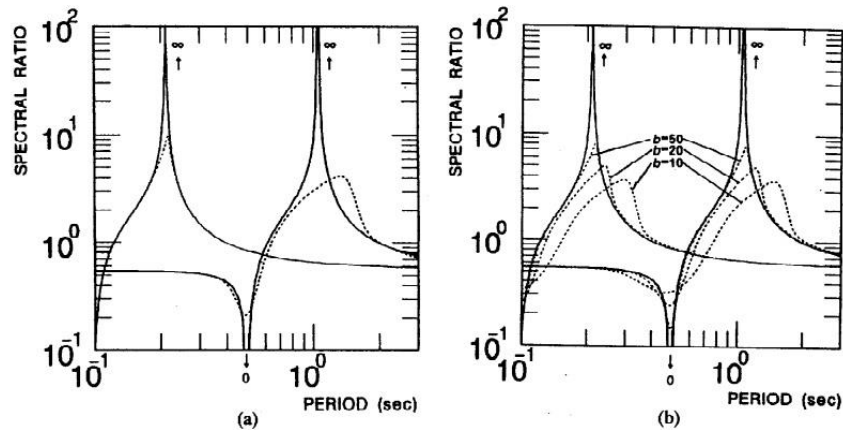 SPECTRAL RATIO
10²
10¹
10⁰
10⁻¹
∞
↑
∞
↑
10⁻¹
10⁰
↓
0
PERIOD (sec)
(a)
SPECTRAL RATIO
10²
10¹
10⁰
10⁻¹
∞
↑
∞
↑
b=50
b=20
b=10
10⁻¹
10⁰
↓
0
PERIOD (sec)
(b)